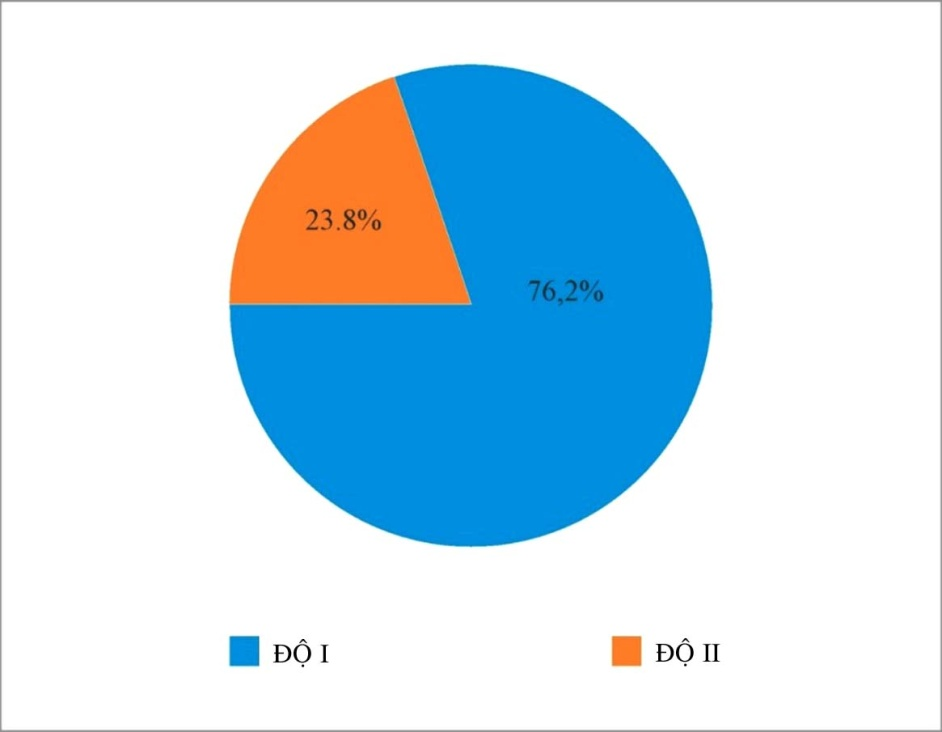 23.8%
76,2%
ĐỘ I
ĐỘ II